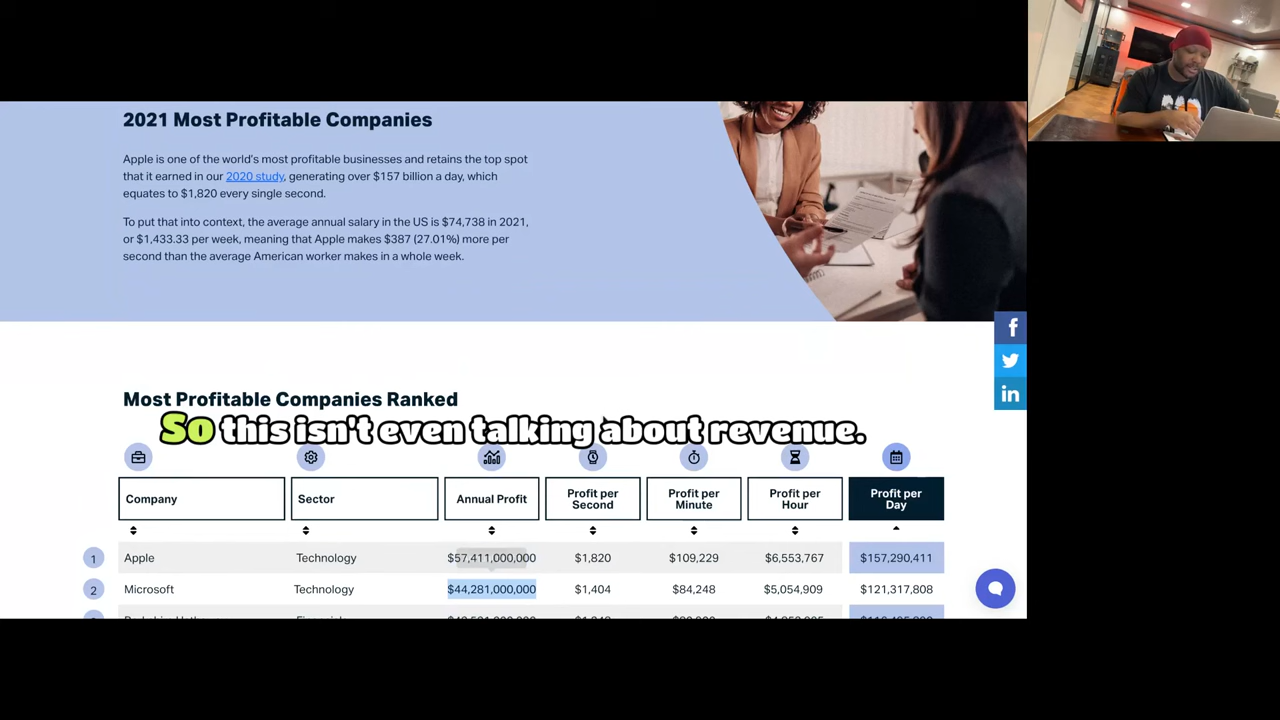 2021 Most Profitable Companies
Apple is one of the world's most profitable businesses and retains the top spot
that it earned in our 2020 study, generating over $157 billion a day, which
equates to $1,820 every single second.
To put that into context, the average annual salary in the US is $74,738 in 2021,
or $1,433.33 per week, meaning that Apple makes $387 (27.01%) more per
second than the average American worker makes in a whole week.
f
in
Most Profitable Companies Ranked
So this isn't even talking about revenue.
Company Sector Annual Profit Profit per Second Profit per Minute Profit per Hour Profit per Day
1 Apple Technology $57,411,000,000 $1,820 $109,229 $6,553,767 $157,290,411
2 Microsoft Technology $44,281,000,000 $1,404 $84,248 $5,054,909 $121,317,808